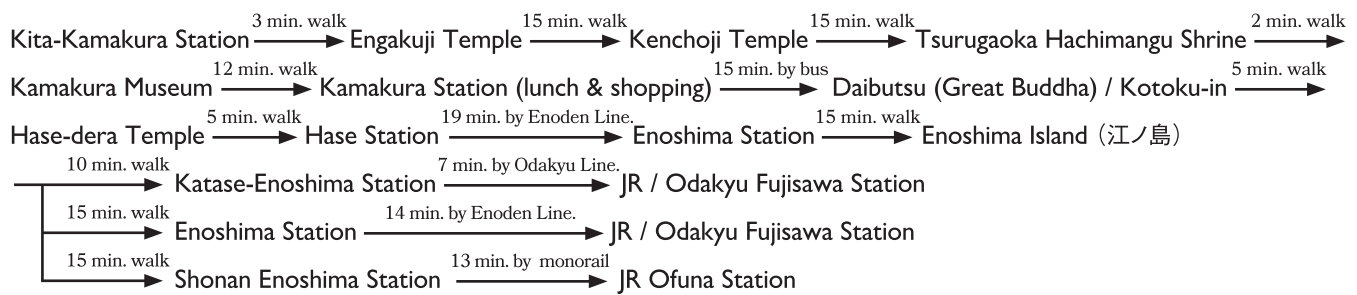 3 min. walk 15 min. walk 15 min. walk 2 min. walk
Kita-Kamakura Station Engakuji Temple Kenchoji Temple Tsurugaoka Hachimangu Shrine
12 min. walk 15 min. by bus 5 min. walk
Kamakura Museum Kamakura Station (lunch & shopping) Daibutsu (Great Buddha) / Kotoku-in
5 min. walk 19 min. by Enoden Line. 15 min. walk
Hase-dera Temple Hase Station Enoshima Station Enoshima Island（江ノ島）
10 min. walk 7 min. by Odakyu Line.
Katase-Enoshima Station JR / Odakyu Fujisawa Station
15 min. walk 14 min. by Enoden Line.
Enoshima Station JR / Odakyu Fujisawa Station
15 min. walk 13 min. by monorail
Shonan Enoshima Station JR Ofuna Station